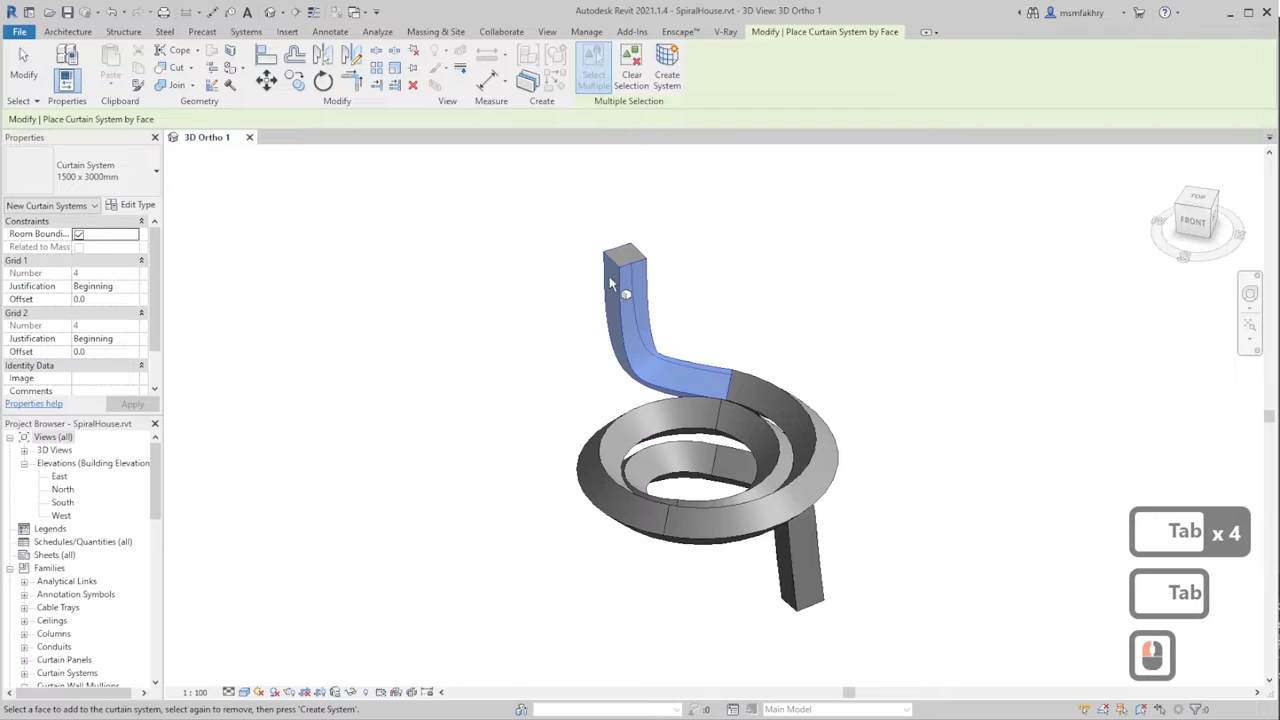 Autodesk Revit 2021.1.4 - SpiralHouse.rvt - 3D View: 3D Ortho 1
msmfakhry
File Architecture Structure Steel Precast Systems Insert Annotate Analyze Massing & Site Collaborate View Manage Add-Ins Enscape™ V-Ray Modify | Place Curtain System by Face
Cope
Cut
Join
Modify
Paste
Select Multiple
Clear Selection
Create System
Select Properties Clipboard Geometry Modify View Measure Create Multiple Selection
Modify | Place Curtain System by Face
Properties
3D Ortho 1
Curtain System
1500 x 3000mm
New Curtain Systems
Edit Type
Constraints
Room Boundi...
Related to Mass
Grid 1
Number 4
Justification Beginning
Offset 0.0
Grid 2
Number 4
Justification Beginning
Offset 0.0
Identity Data
Image
Comments
Properties help
Apply
Project Browser - SpiralHouse.rvt
Views (all)
3D Views
Elevations (Building Elevation
East
North
South
West
Legends
Schedules/Quantities (all)
Sheets (all)
Families
Analytical Links
Annotation Symbols
Cable Trays
Ceilings
Columns
Conduits
Curtain Panels
Curtain Systems
Curtain Wall Mullions
TOP
FRONT
Tab x 4
Tab
1 : 100
Select a face to add to the curtain system, select again to remove, then press 'Create System'.
:0
Main Model
:0